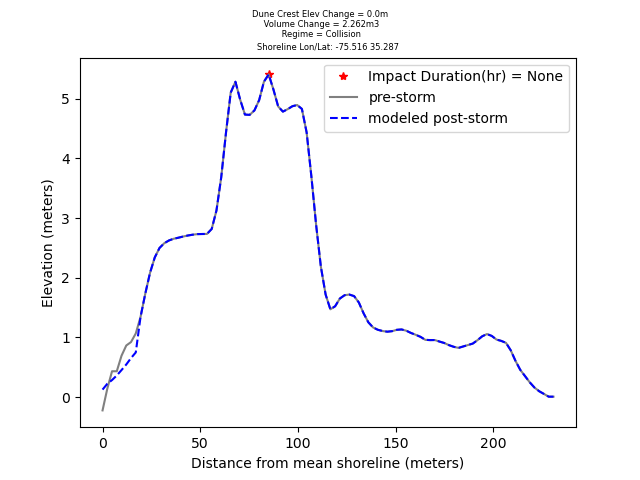 Dune Crest Elev Change = 0.0m
Volume Change = 2.262m3
Regime = Collision
Shoreline Lon/Lat: -75.516 35.287
Impact Duration(hr) = None
pre-storm
modeled post-storm
Elevation (meters)
5
4
3
2
1
0
0 50 100 150 200
Distance from mean shoreline (meters)